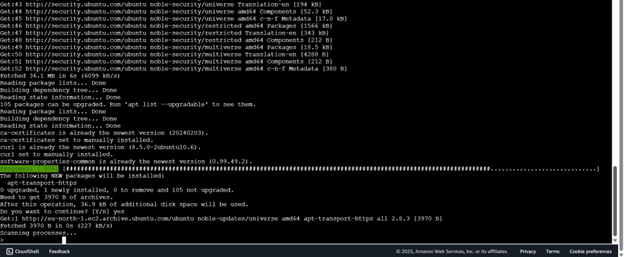 Get:43 http://security.ubuntu.com/ubuntu noble-security/universe Translation-en [194 kB]
Get:44 http://security.ubuntu.com/ubuntu noble-security/universe amd64 Components [52.3 kB]
Get:45 http://security.ubuntu.com/ubuntu noble-security/universe amd64 c-n-f Metadata [17.0 kB]
Get:46 http://security.ubuntu.com/ubuntu noble-security/restricted amd64 Packages [1566 kB]
Get:47 http://security.ubuntu.com/ubuntu noble-security/restricted Translation-en [343 kB]
Get:48 http://security.ubuntu.com/ubuntu noble-security/restricted amd64 Components [212 B]
Get:49 http://security.ubuntu.com/ubuntu noble-security/multiverse amd64 Packages [18.5 kB]
Get:50 http://security.ubuntu.com/ubuntu noble-security/multiverse Translation-en [4288 B]
Get:51 http://security.ubuntu.com/ubuntu noble-security/multiverse amd64 Components [212 B]
Get:52 http://security.ubuntu.com/ubuntu noble-security/multiverse amd64 c-n-f Metadata [380 B]
Fetched 36.1 MB in 6s (6099 kB/s)
Reading package lists... Done
Building dependency tree... Done
Reading state information... Done
105 packages can be upgraded. Run 'apt list --upgradable' to see them.
Reading package lists... Done
Building dependency tree... Done
Reading state information... Done
ca-certificates is already the newest version (20240203).
ca-certificates set to manually installed.
curl is already the newest version (8.5.0-2ubuntu10.6).
curl set to manually installed.
software-properties-common is already the newest version (0.99.49.2).
The following NEW packages will be installed:
apt-transport-https
0 upgraded, 1 newly installed, 0 to remove and 105 not upgraded.
Need to get 3970 B of archives.
After this operation, 36.9 kB of additional disk space will be used.
Do you want to continue? [Y/n] yes
Get:1 http://eu-north-1.ec2.archive.ubuntu.com/ubuntu noble-updates/universe amd64 apt-transport-https all 2.8.3 [3970 B]
Fetched 3970 B in 0s (227 kB/s)
Scanning processes...
>
CloudShell Feedback © 2025, Amazon Web Services, Inc. or its affiliates. Privacy Terms Cookie preferences